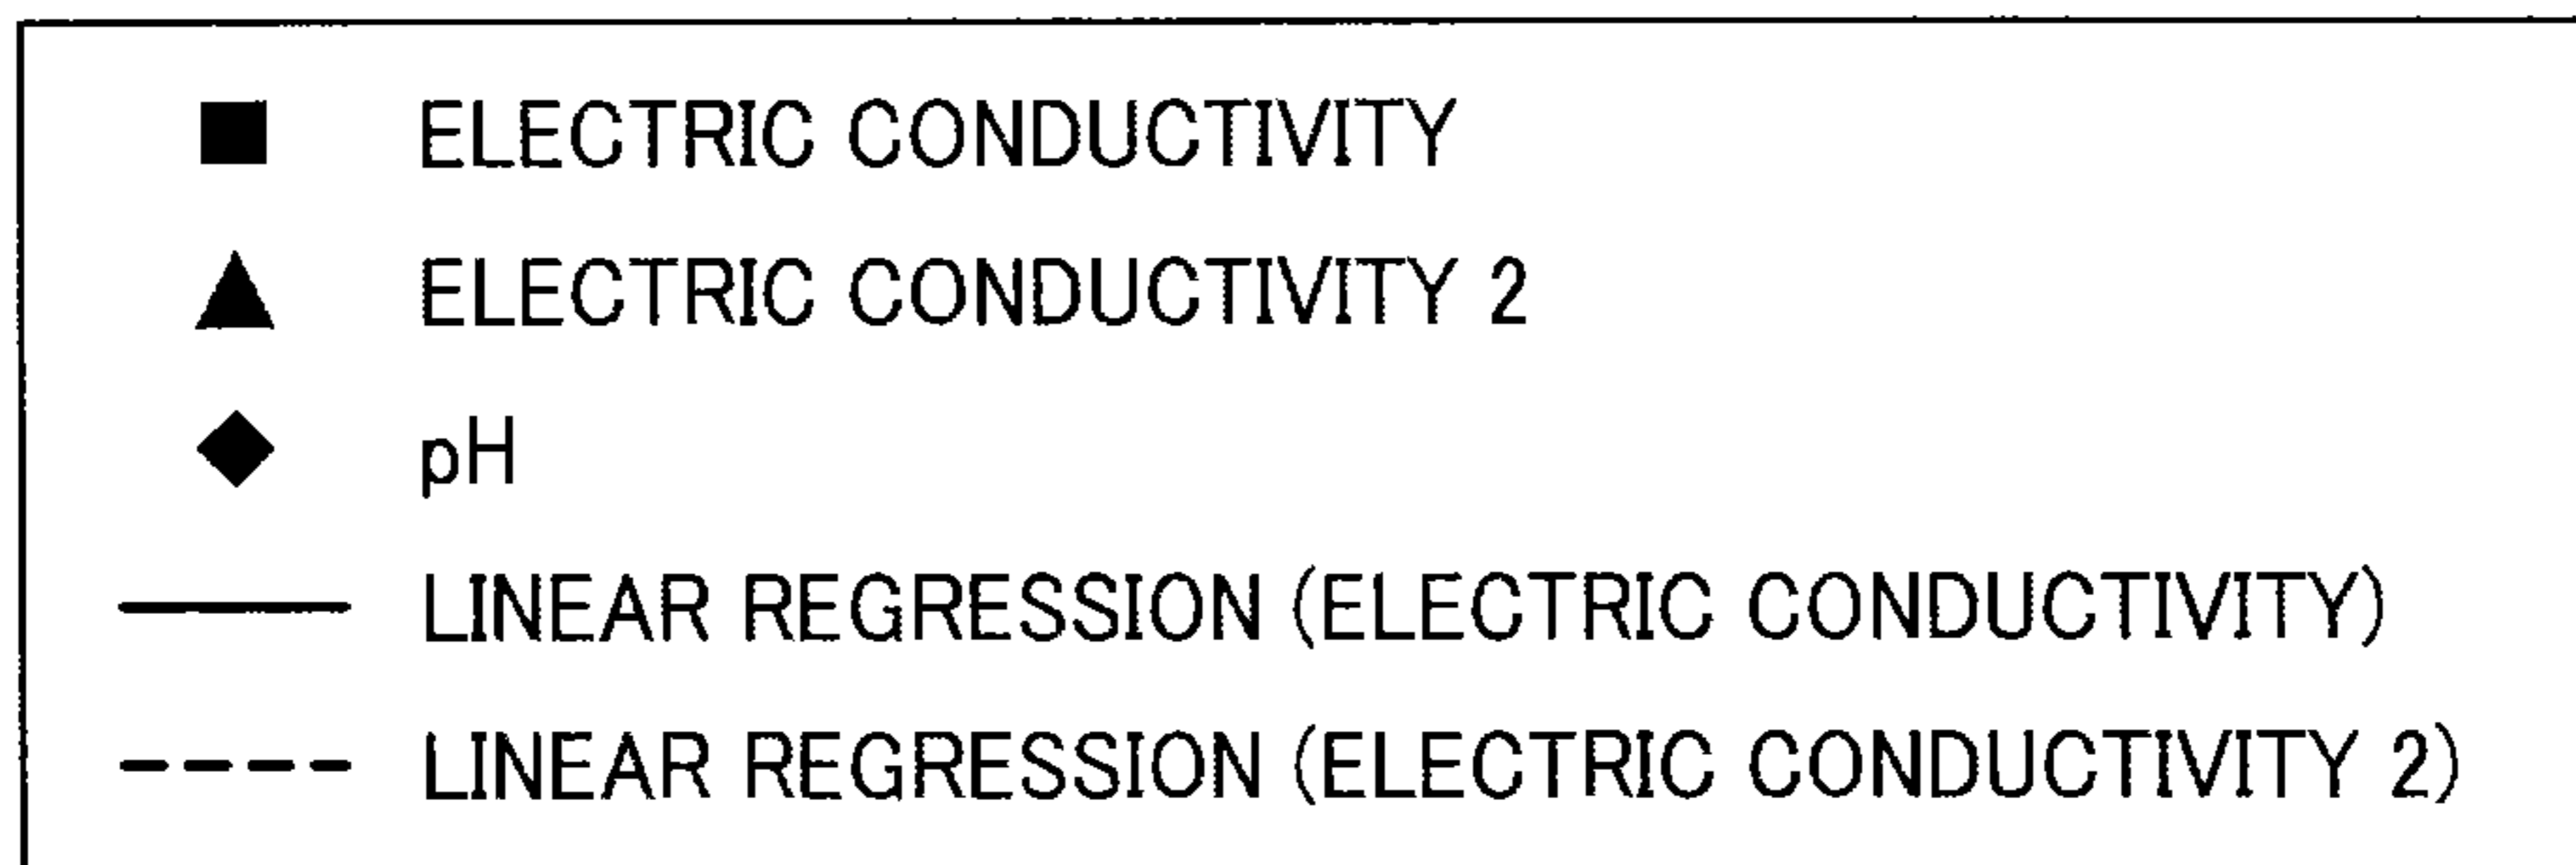 ELECTRIC CONDUCTIVITY
ELECTRIC CONDUCTIVITY 2
pH
LINEAR REGRESSION (ELECTRIC CONDUCTIVITY)
LINEAR REGRESSION (ELECTRIC CONDUCTIVITY 2)